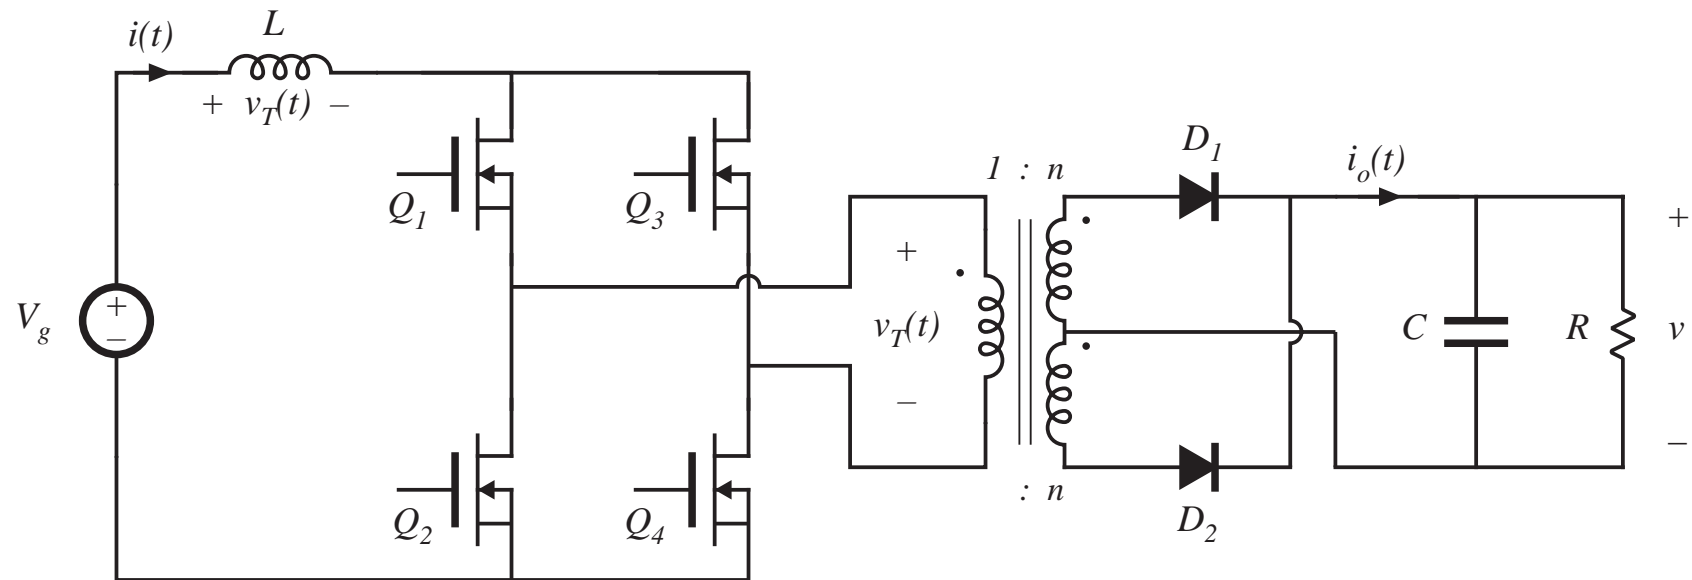 L
i(t)
+ v_T(t) –
D_1
1 : n
i_o(t)
Q_1
Q_3
+
+
V_g
+
–
v_T(t)
C
R
v
–
–
: n
Q_2
Q_4
D_2